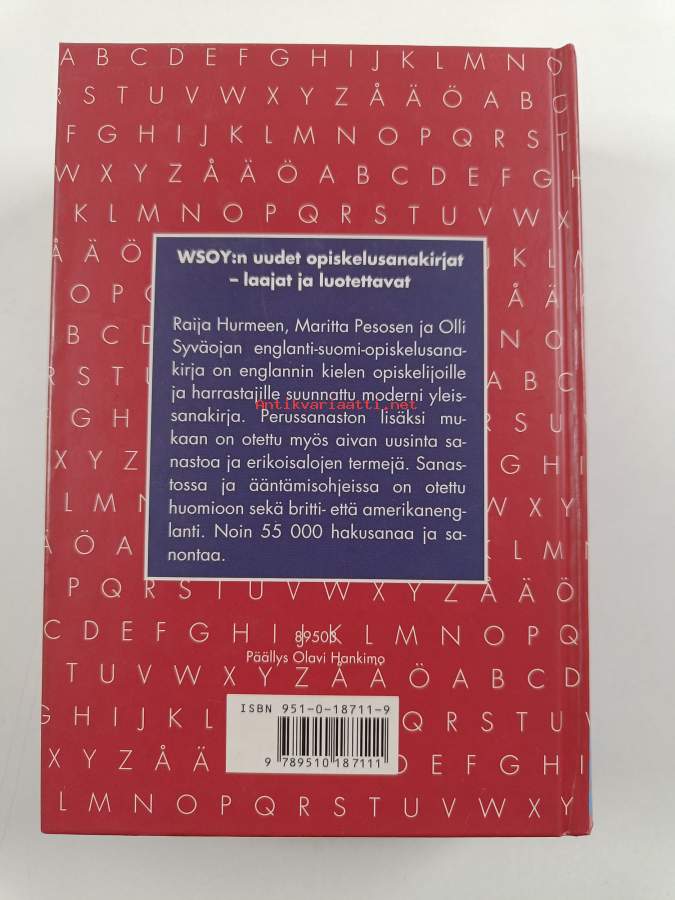 A B C D E F G H I J K L M N O
R S T U V W X Y Z Å Ä Ö A B C
F G H I J K L M N O P Q R S T
W X Y Z Å Ä Ö A B C D E F G H
K L M N O P Q R S T U V W X
Å Ä Ö
WSOY:n uudet opiskelusanakirjat
J K L
– laajat ja luotettavat
O P
Å Ä
Raija Hurmeen, Maritta Pesosen ja Olli
B C D
Syväojan englanti-suomi-opiskelusana-
N O
kirja on englannin kielen opiskelijoille
R S T
A B C
ja harrastajille suunnattu moderni yleis-
Antikvariaatti.net
G H
sanakirja. Perussanaston lisäksi mu-
R S U
kaan on otettu myös aivan uusinta sa-
X Y Z
nastoa ja erikoisalojen termejä. Sanas-
G H
tossa ja ääntämisohjeissa on otettu
L M N
huomioon sekä britti- että amerikaneng-
W X Y
lanti. Noin 55 000 hakusanaa ja sa-
Å Ö A
K L M
nontaa.
P Q R S T U V W X Y Z Å Ä Ö
C D E F G H I J K L M N O P Q
89503
Päällys Olavi Hankimo
T U V W X Y Z Å Ä Ö A B C D
ISBN 951-0-18711-9
G H I J K L
Q R S T U V
X Y Z Å Ä
D E F G H I
9 789510 187111
L M N O P Q R S T U V W X Y